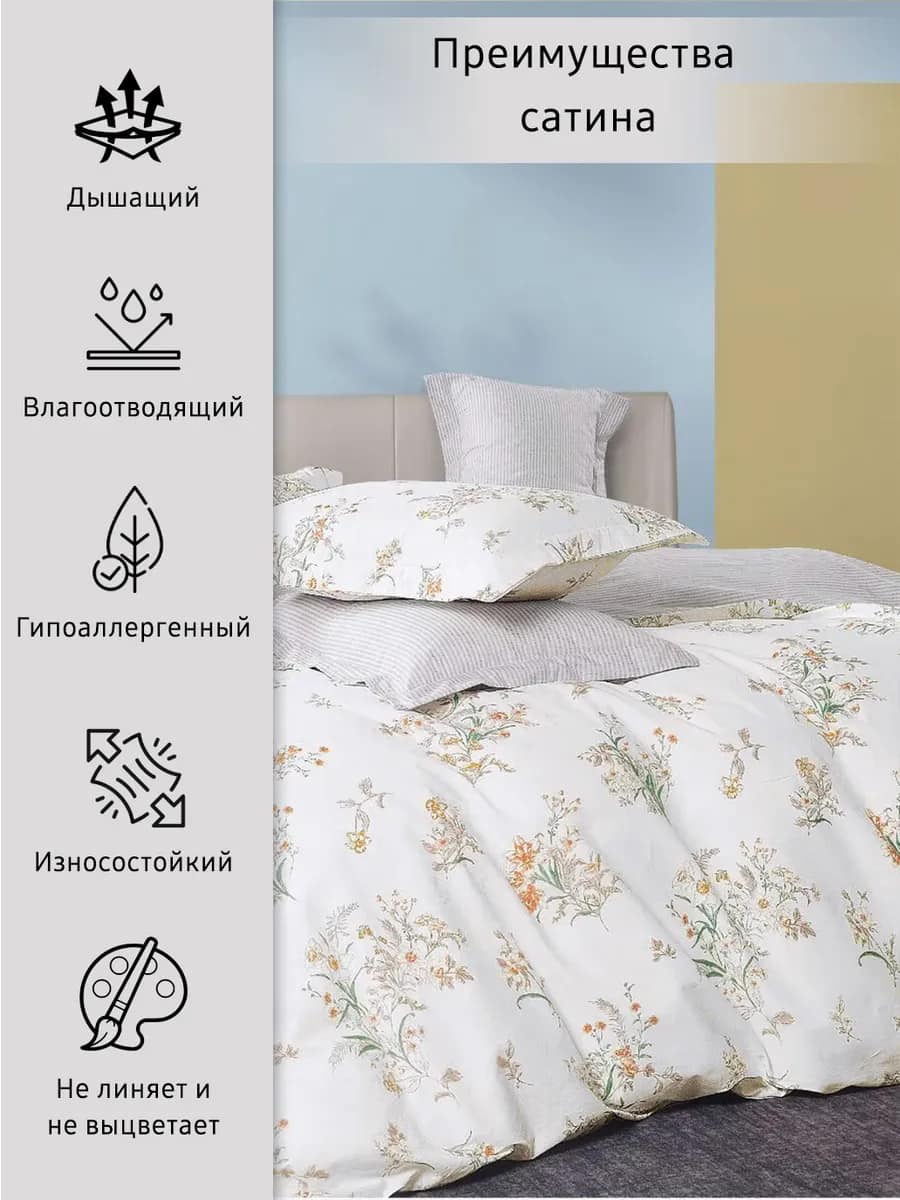 Преимущества
сатина
Дышащий
Влагоотводящий
Гипоаллергенный
Износостойкий
Не линяет и
не выцветает